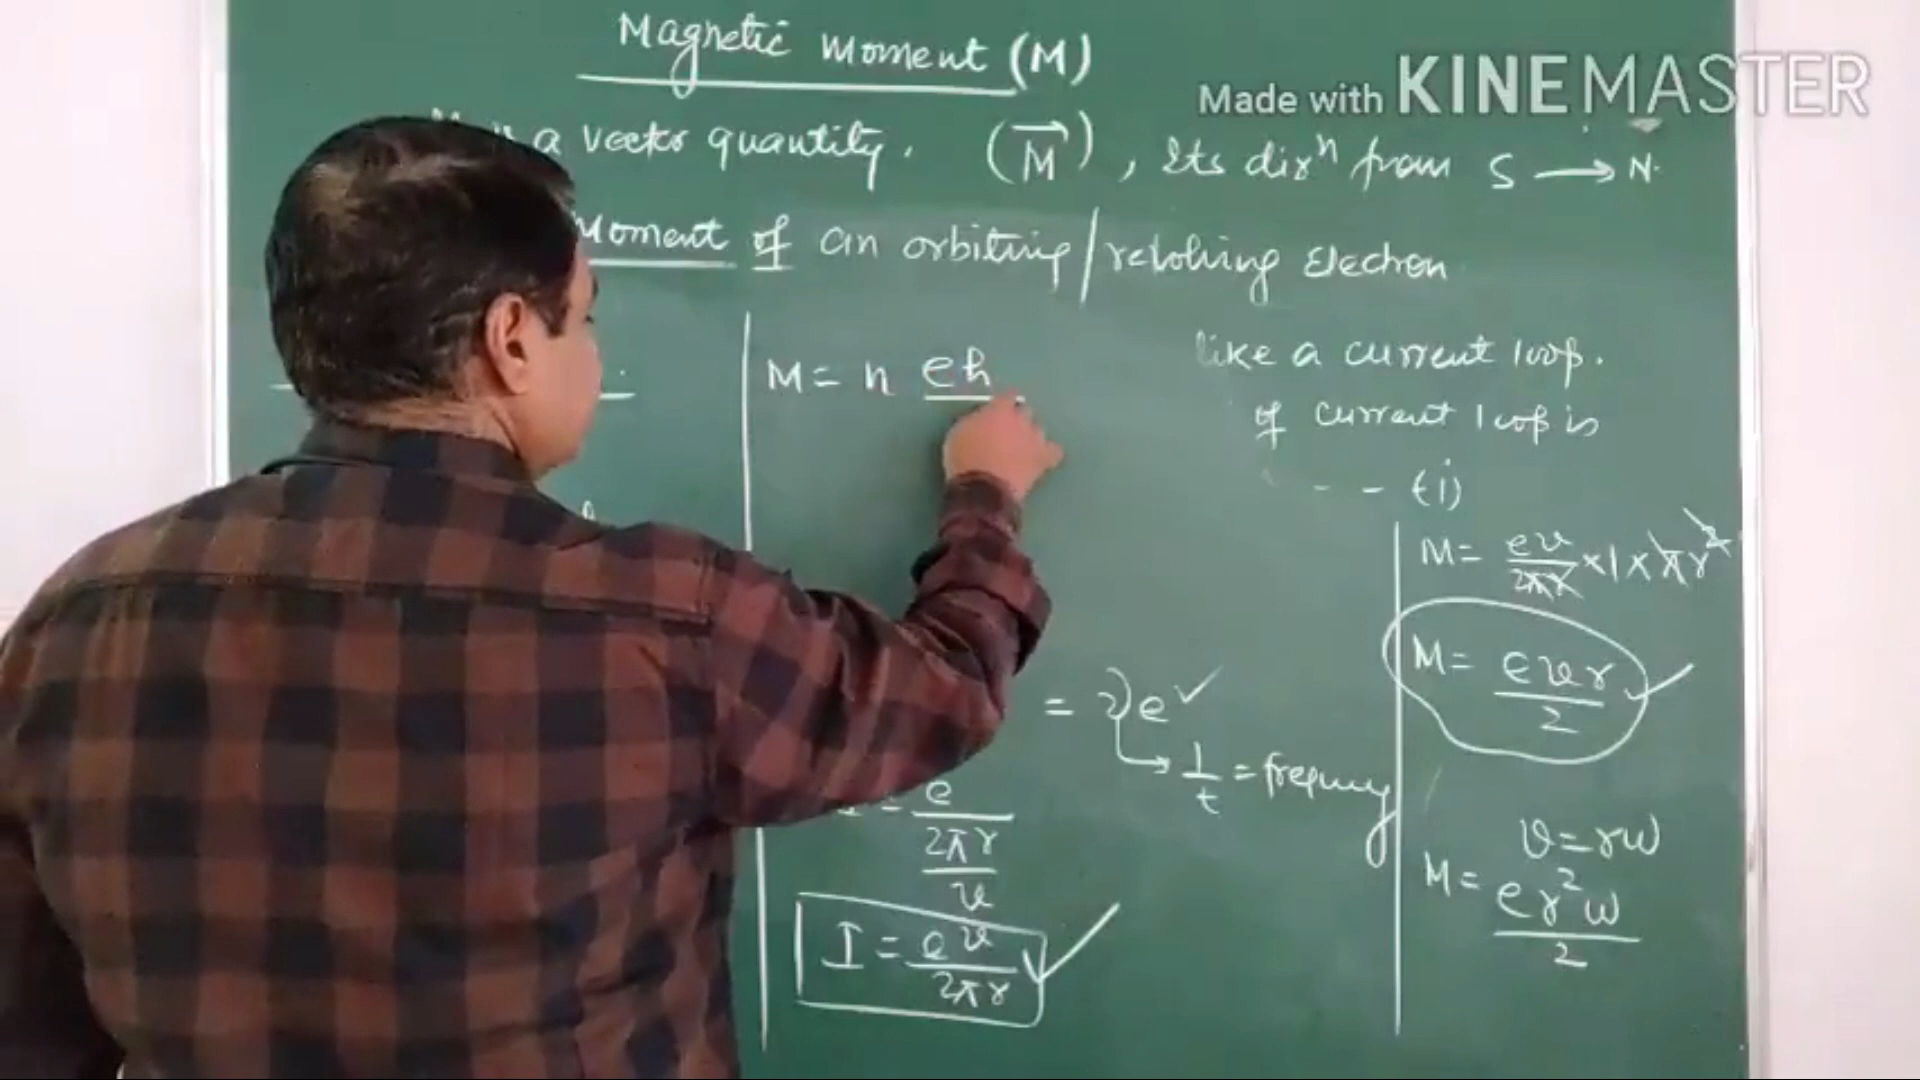 Magnetic Moment (M)
Made with KINEMASTER
a vector quantity. (M⃗), Its dirⁿ from S ⟶ N.
Moment of an orbiting/revolving Electron
M = n eh
like a current loop.
of current loop is
- - - (i)
M = ev/2πr × 1 × πr²
M = evr/2
= νe ✓
→ 1/t = frequency
= e/(2πr/v)
I = ev/2πr ✓
v = rω
M = er²ω/2